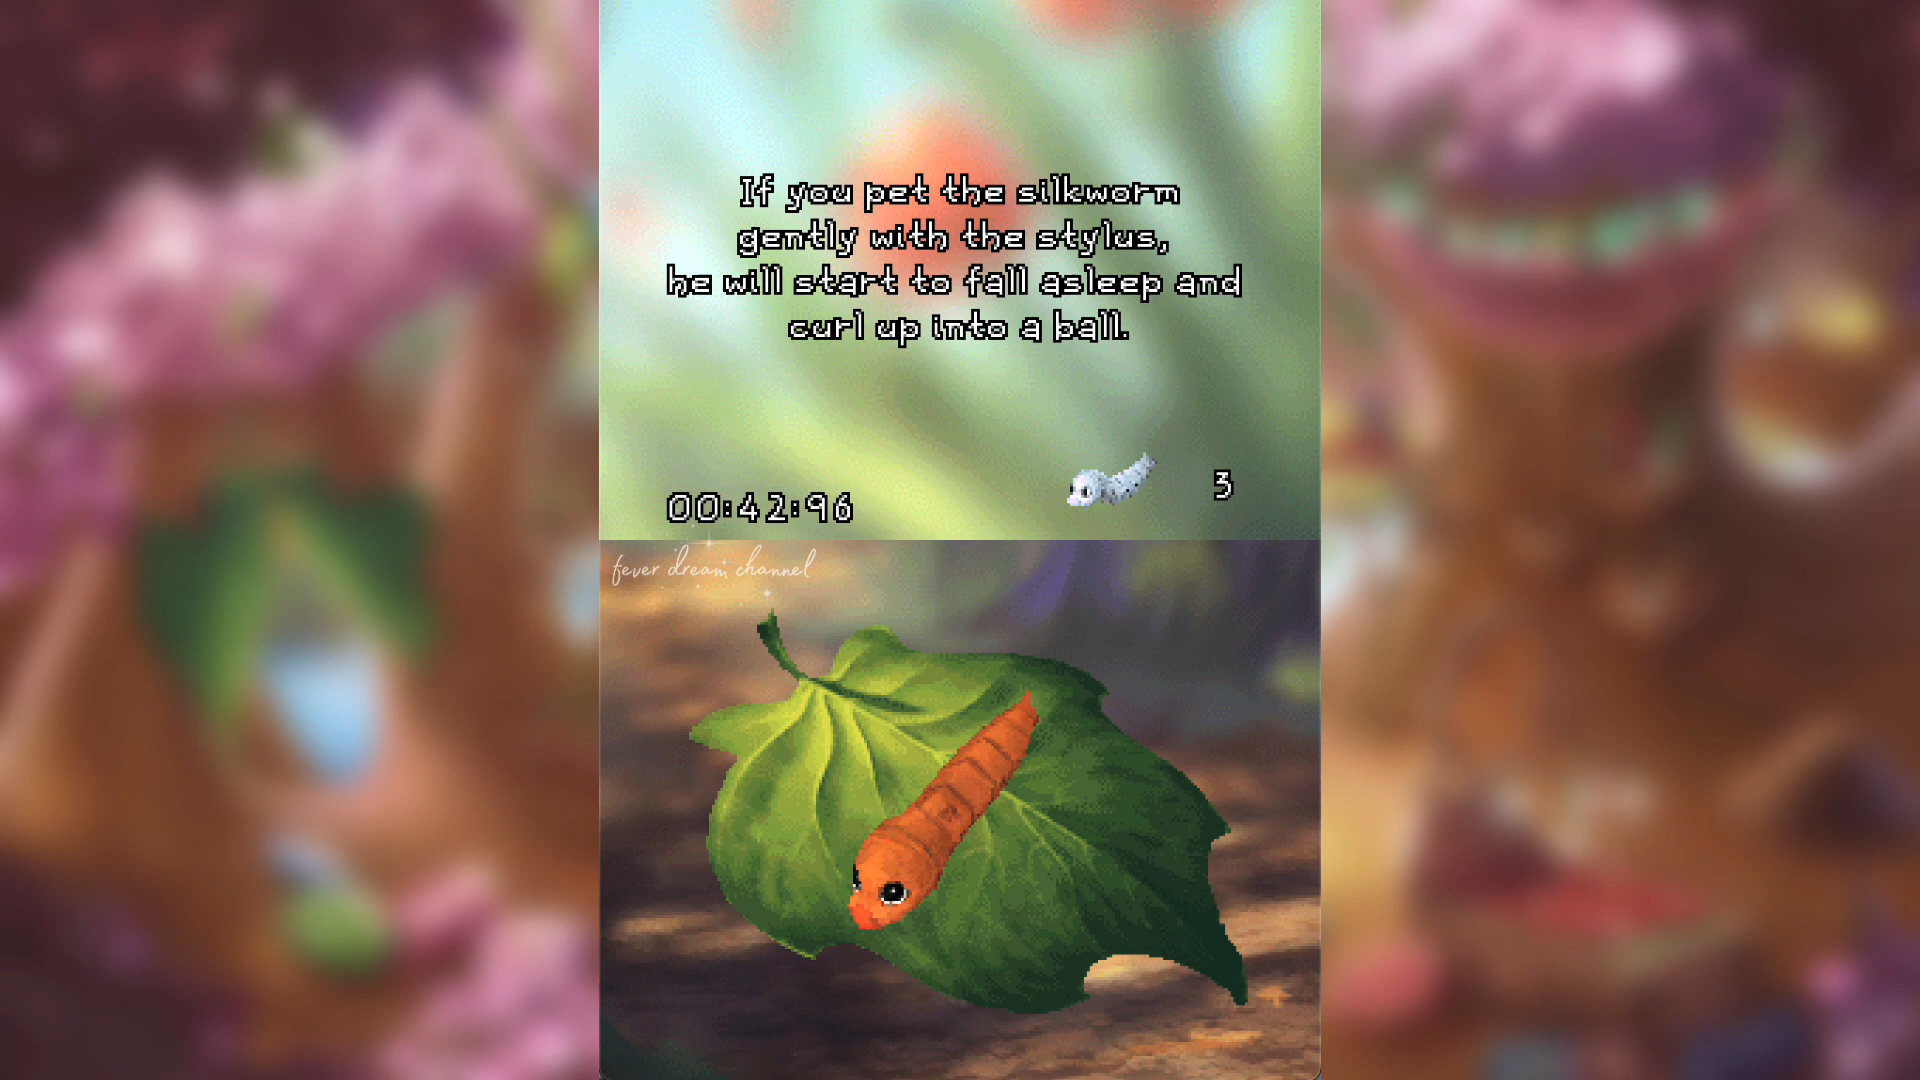 If you pet the silkworm
gently with the stylus,
he will start to fall asleep and
curl up into a ball.
3
00:42:96
fever dream channel